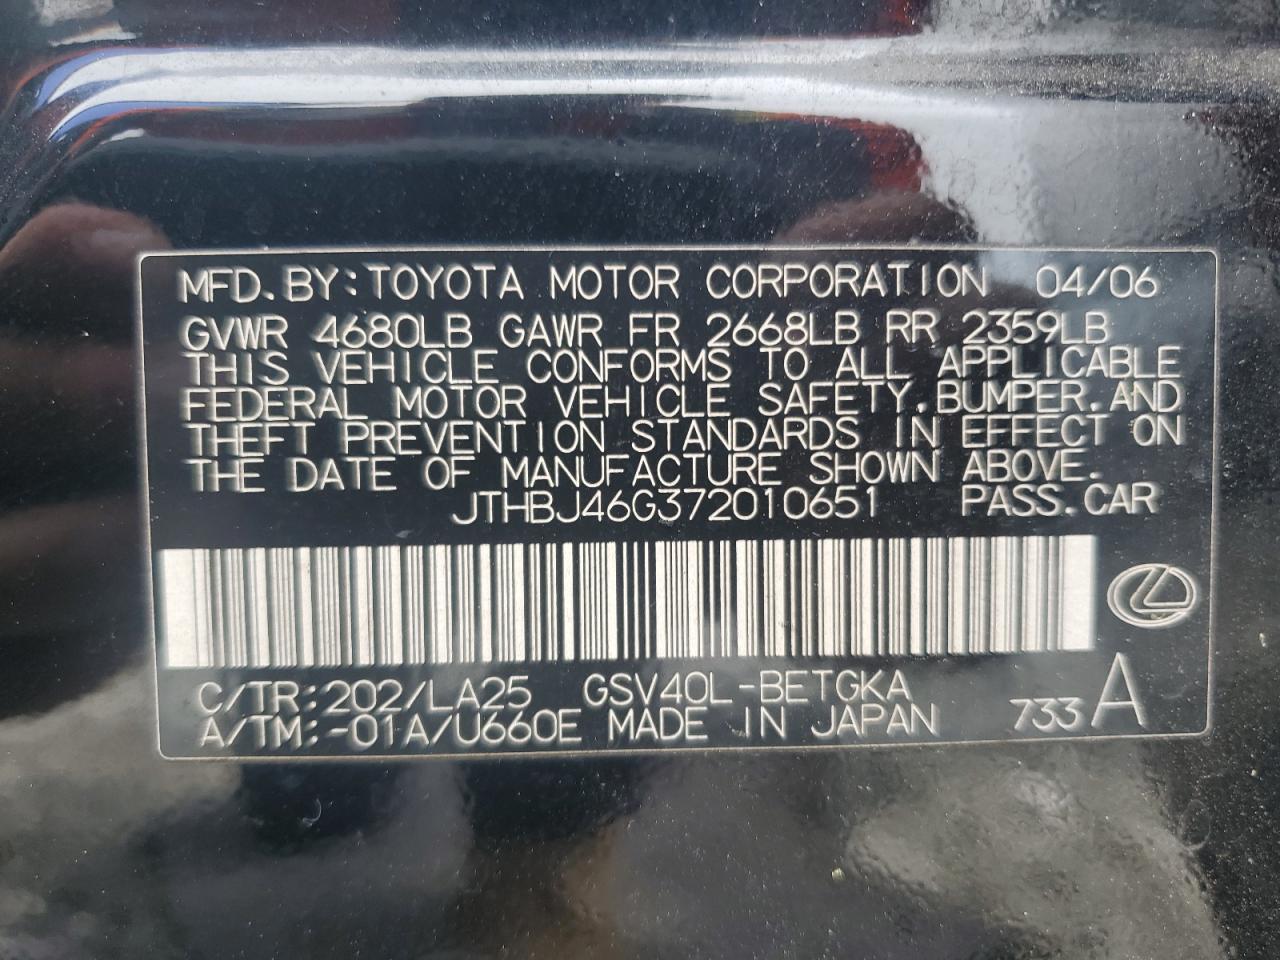 MFD.BY:TOYOTA MOTOR CORPORATION 04/06
GVWR 4680LB GAWR FR 2668LB RR 2359LB
THIS VEHICLE CONFORMS TO ALL APPLICABLE
FEDERAL MOTOR VEHICLE SAFETY,BUMPER,AND
THEFT PREVENTION STANDARDS IN EFFECT ON
THE DATE OF MANUFACTURE SHOWN ABOVE.
JTHBJ46G372010651 PASS.CAR
C/TR:202/LA25 GSV40L-BETGKA
A/TM:-01A/U660E MADE IN JAPAN 733 A